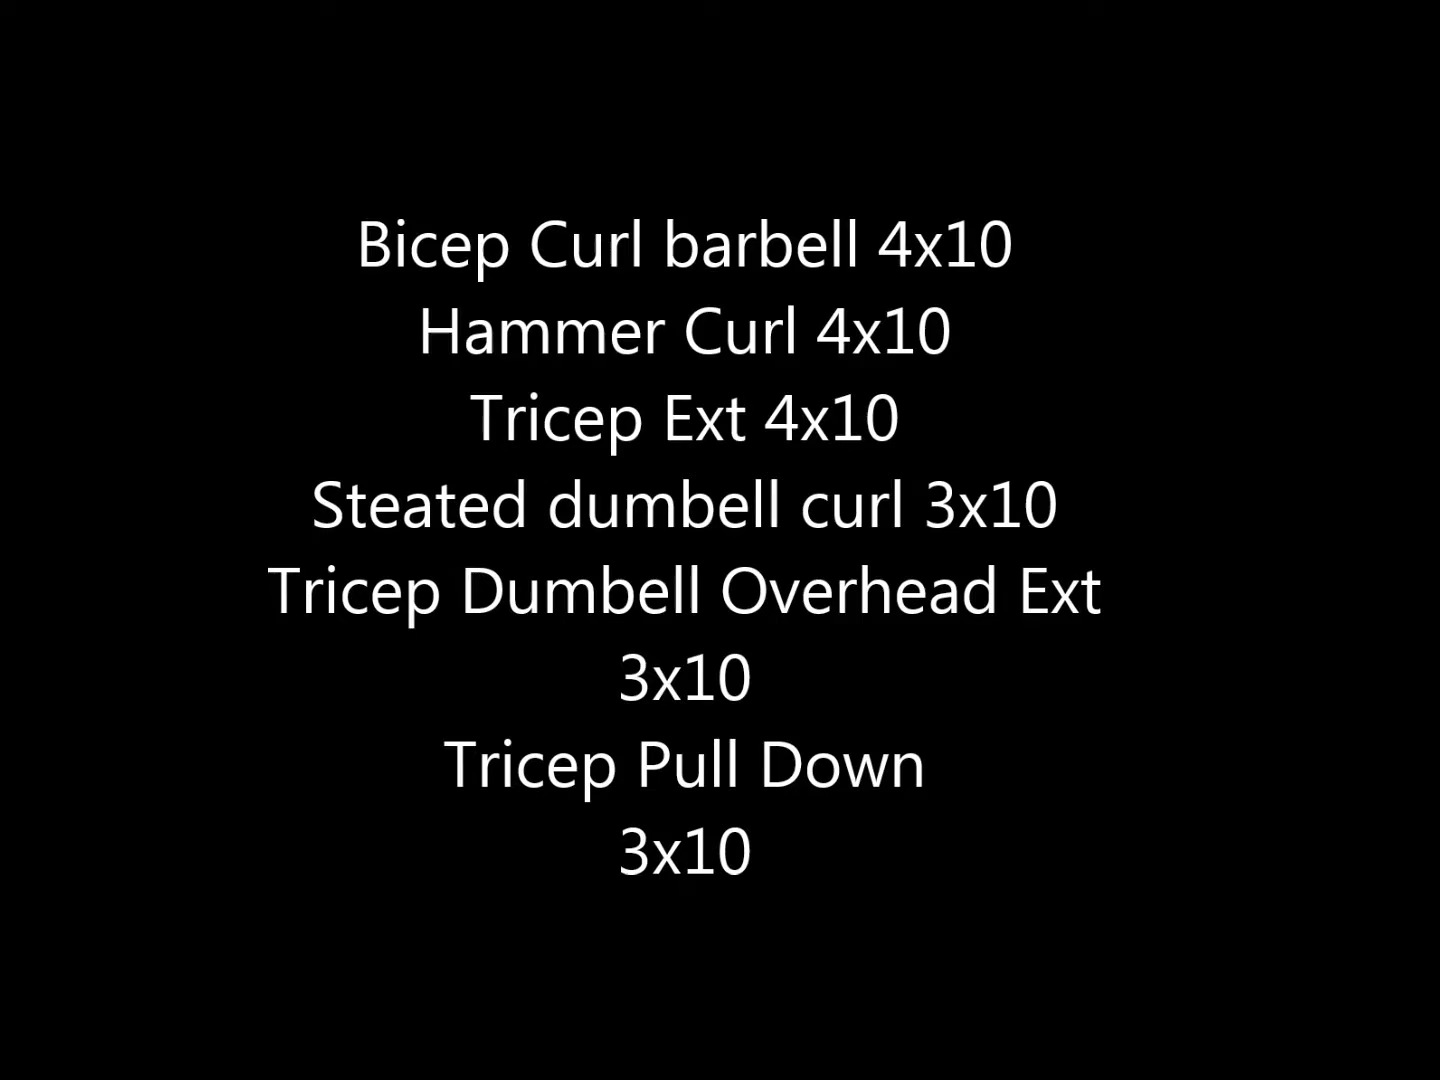 Bicep Curl barbell 4x10
Hammer Curl 4x10
Tricep Ext 4x10
Steated dumbell curl 3x10
Tricep Dumbell Overhead Ext
3x10
Tricep Pull Down
3x10